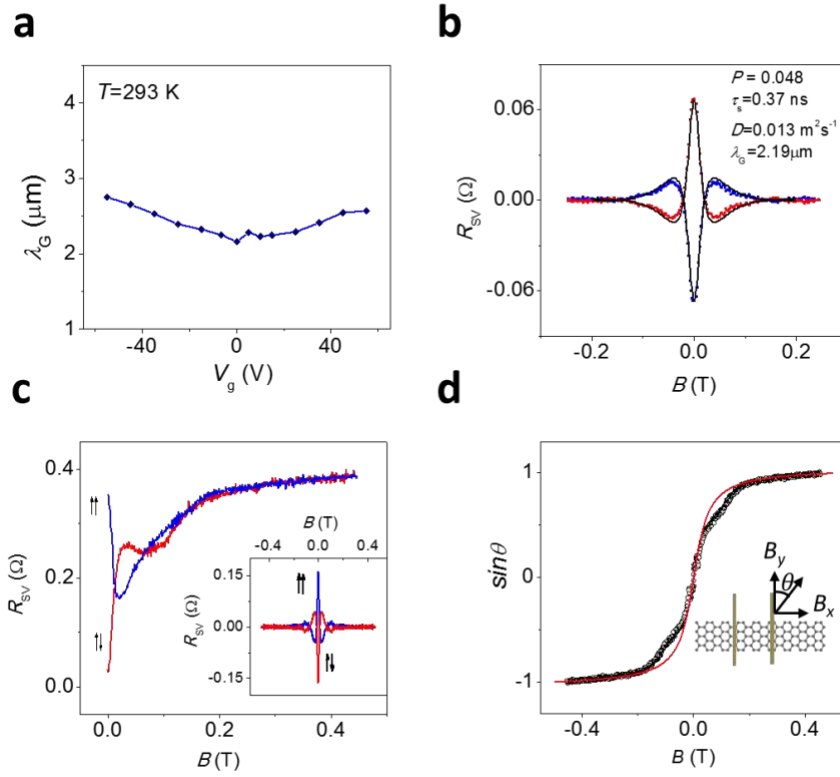 a
T=293 K
4
3
2
1
λG (μm)
-40
0
40
Vg (V)
b
P = 0.048
τs=0.37 ns
D=0.013 m²s⁻¹
λG=2.19μm
0.06
0.00
-0.06
RSV (Ω)
-0.2
0.0
0.2
B (T)
c
0.4
0.2
0.0
RSV (Ω)
↑↑
↑↓
0.0
0.2
0.4
B (T)
B (T)
-0.4
0.0
0.4
0.15
0.00
-0.15
RSV (Ω)
↑↑
↑↓
d
1
0
-1
sinθ
By
θ
Bx
-0.4
0.0
0.4
B (T)